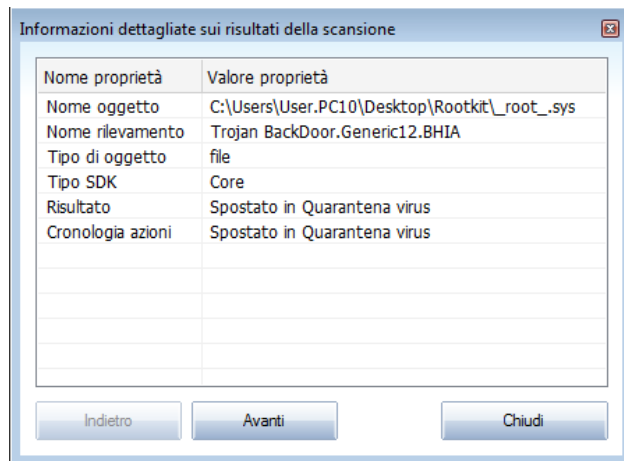 Informazioni dettagliate sui risultati della scansione
Nome proprietà Valore proprietà
Nome oggetto C:\Users\User.PC10\Desktop\Rootkit\_root_.sys
Nome rilevamento Trojan BackDoor.Generic12.BHIA
Tipo di oggetto file
Tipo SDK Core
Risultato Spostato in Quarantena virus
Cronologia azioni Spostato in Quarantena virus
Indietro Avanti Chiudi